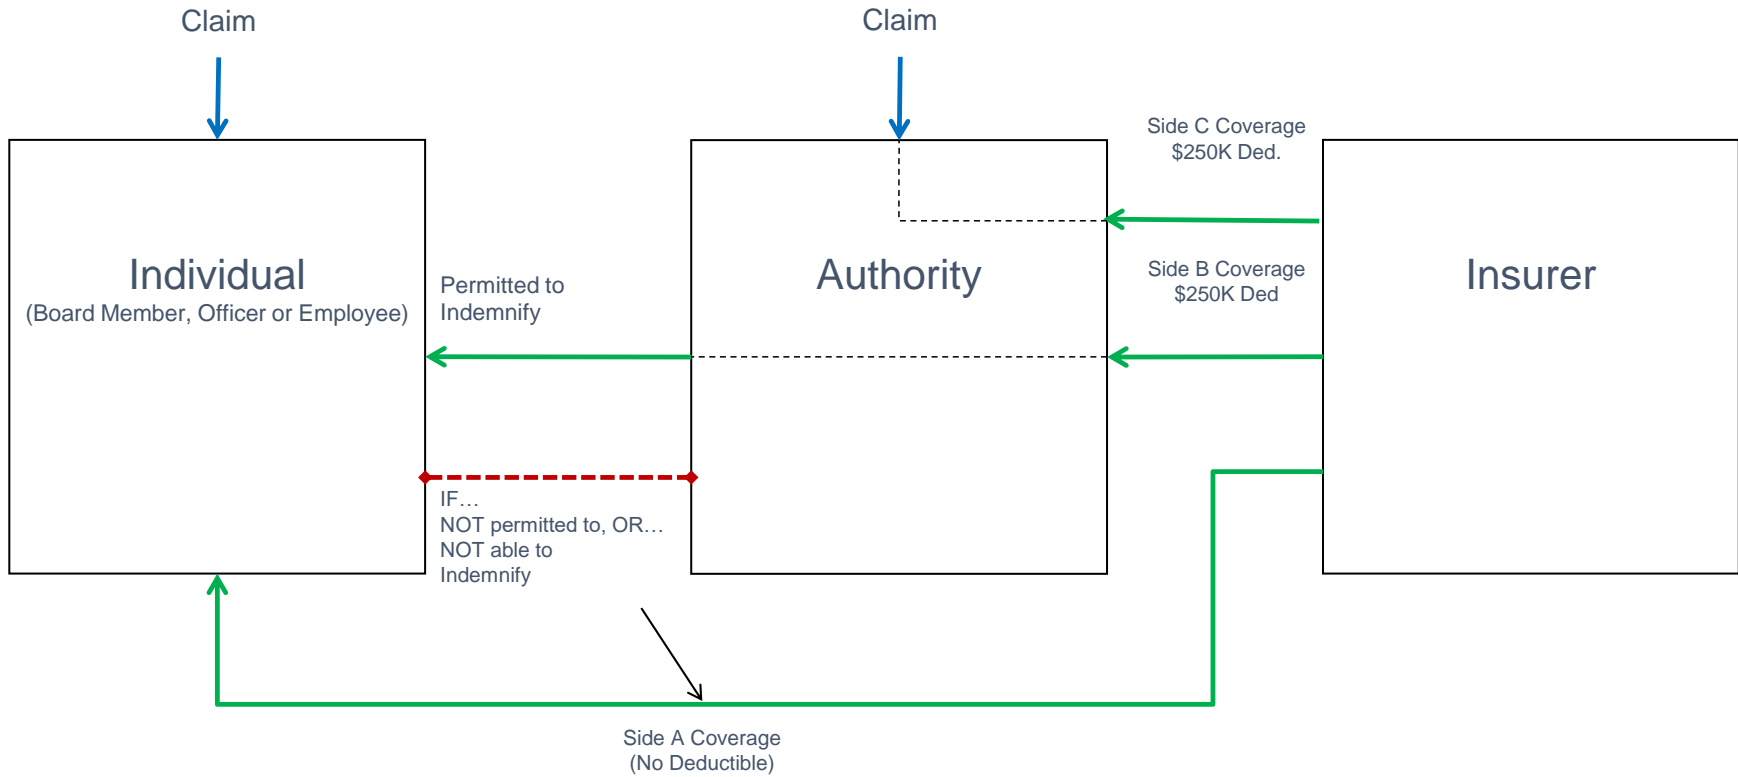 Claim
Claim
Side C Coverage
$250K Ded.
Individual
(Board Member, Officer or Employee)
Permitted to
Indemnify
Authority
Side B Coverage
$250K Ded
Insurer
IF…
NOT permitted to, OR…
NOT able to
Indemnify
Side A Coverage
(No Deductible)